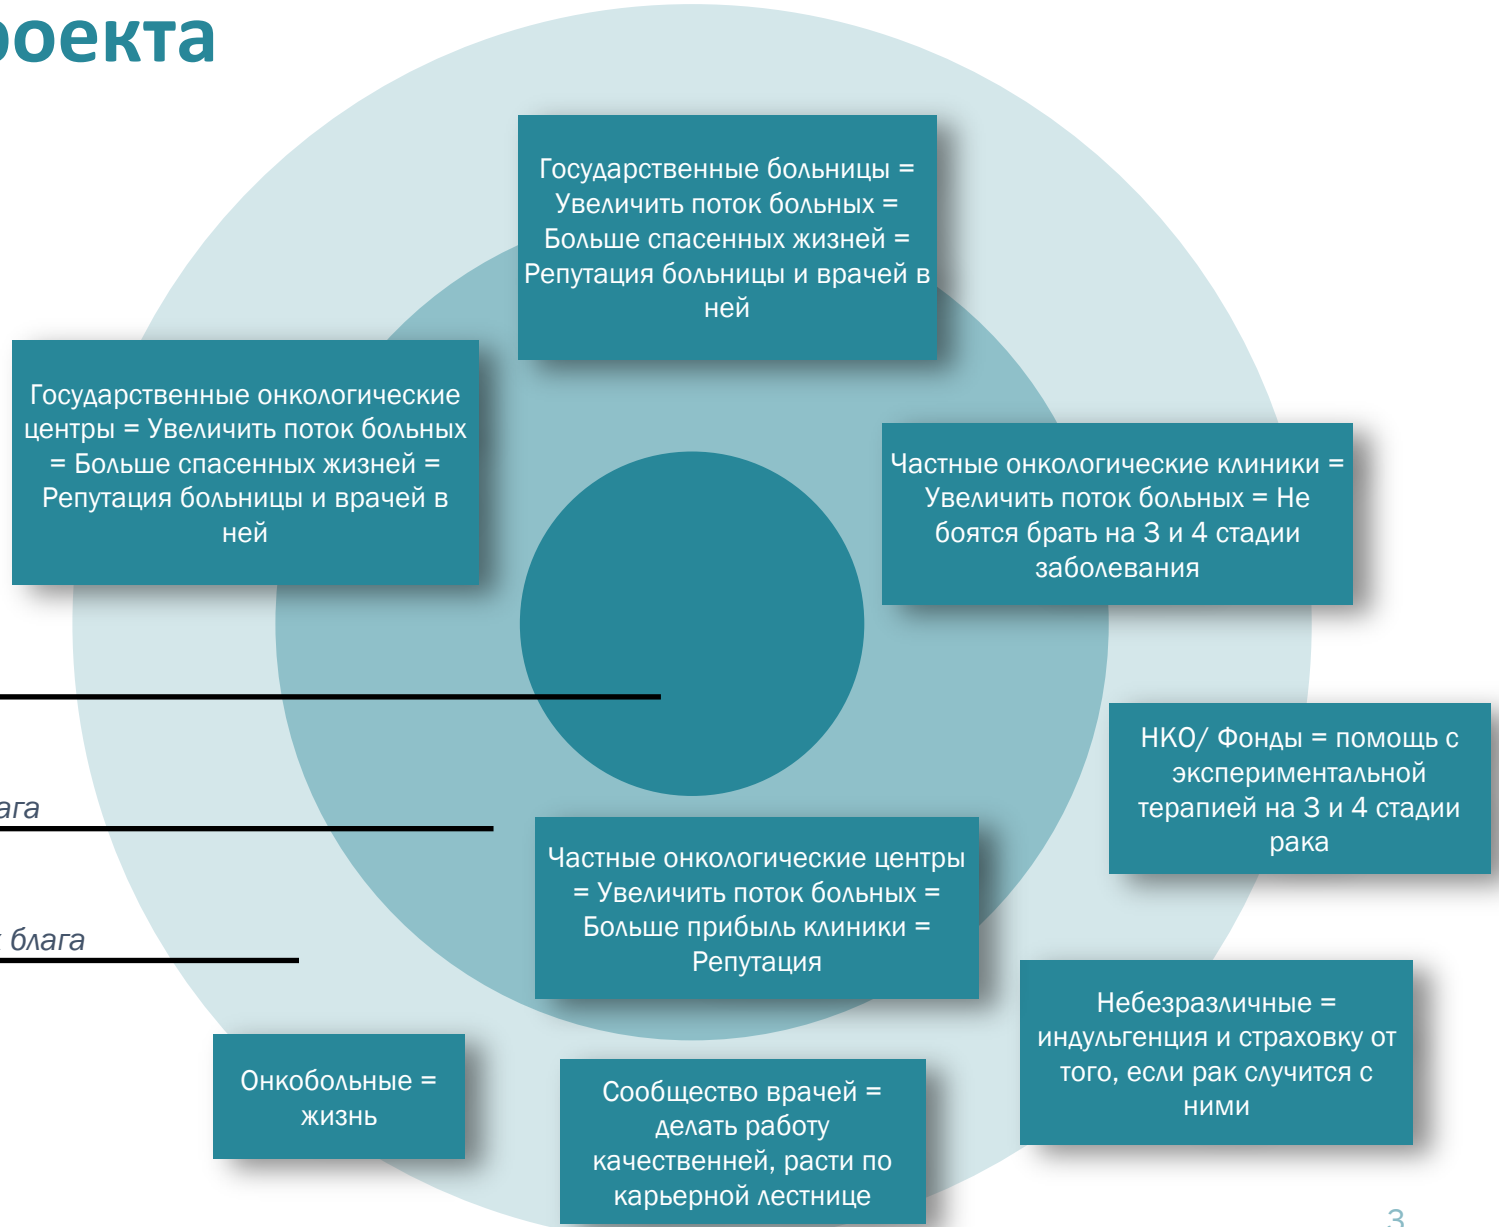 роекта
Государственные больницы =
Увеличить поток больных =
Больше спасенных жизней =
Репутация больницы и врачей в
ней
Государственные онкологические
центры = Увеличить поток больных
= Больше спасенных жизней =
Репутация больницы и врачей в
ней
Частные онкологические клиники =
Увеличить поток больных = Не
боятся брать на 3 и 4 стадии
заболевания
НКО/ Фонды = помощь с
экспериментальной
терапией на 3 и 4 стадии
рака
ага
Частные онкологические центры
= Увеличить поток больных =
Больше прибыль клиники =
Репутация
блага
Небезразличные =
индульгенция и страховку от
того, если рак случится с
ними
Онкобольные =
жизнь
Сообщество врачей =
делать работу
качественней, расти по
карьерной лестнице
3